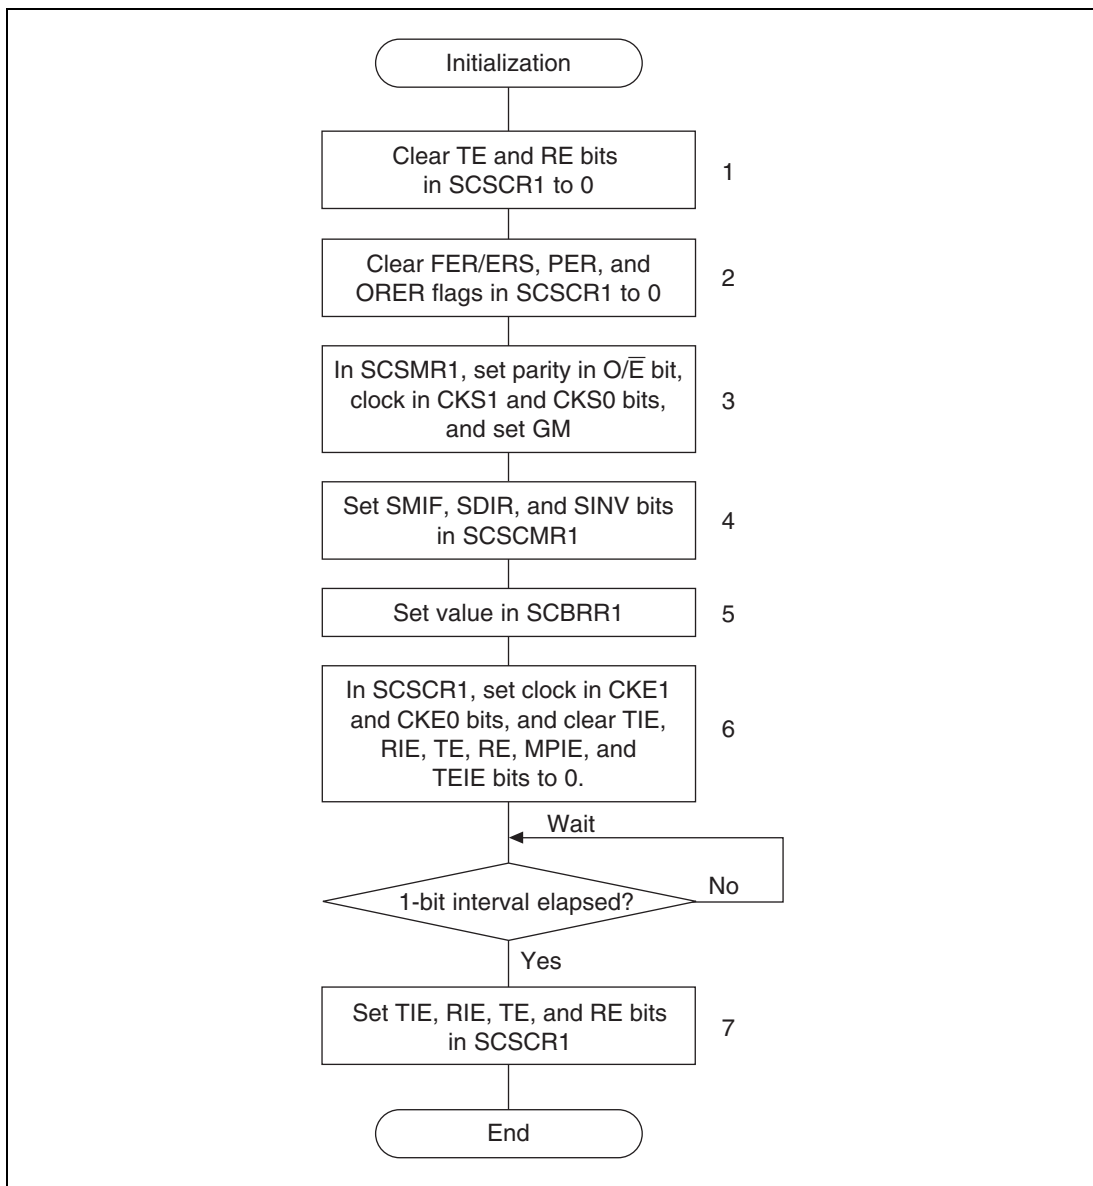 Initialization
Clear TE and RE bits
in SCSCR1 to 0
1
Clear FER/ERS, PER, and
ORER flags in SCSCR1 to 0
2
In SCSMR1, set parity in O/E̅ bit,
clock in CKS1 and CKS0 bits,
and set GM
3
Set SMIF, SDIR, and SINV bits
in SCSCMR1
4
Set value in SCBRR1
5
In SCSCR1, set clock in CKE1
and CKE0 bits, and clear TIE,
RIE, TE, RE, MPIE, and
TEIE bits to 0.
6
Wait
1-bit interval elapsed?
No
Yes
Set TIE, RIE, TE, and RE bits
in SCSCR1
7
End